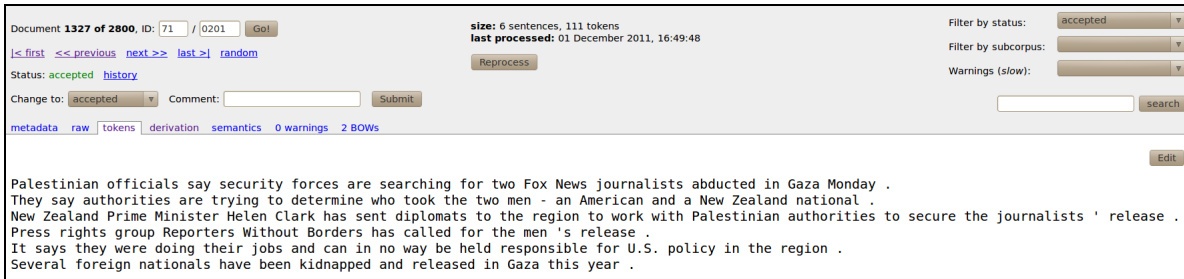 Document 1327 of 2800, ID: 71 / 0201 Go!
|< first << previous next >> last >| random
Status: accepted history
Change to: accepted Comment: Submit
size: 6 sentences, 111 tokens
last processed: 01 December 2011, 16:49:48
Reprocess
Filter by status: accepted
Filter by subcorpus:
Warnings (slow):
search
metadata raw tokens derivation semantics 0 warnings 2 BOWs
Edit
Palestinian officials say security forces are searching for two Fox News journalists abducted in Gaza Monday .
They say authorities are trying to determine who took the two men - an American and a New Zealand national .
New Zealand Prime Minister Helen Clark has sent diplomats to the region to work with Palestinian authorities to secure the journalists ' release .
Press rights group Reporters Without Borders has called for the men 's release .
It says they were doing their jobs and can in no way be held responsible for U.S. policy in the region .
Several foreign nationals have been kidnapped and released in Gaza this year .